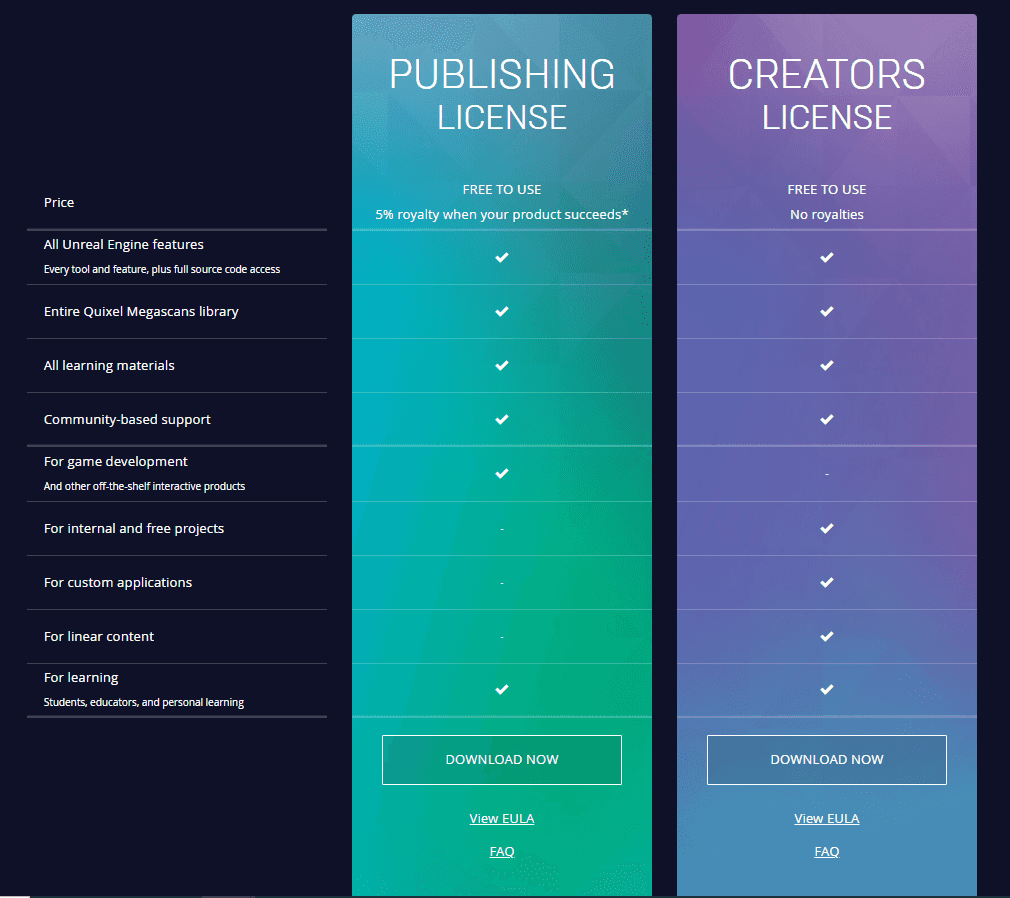 PUBLISHING
LICENSE
CREATORS
LICENSE
Price
FREE TO USE
5% royalty when your product succeeds*
FREE TO USE
No royalties
All Unreal Engine features
Every tool and feature, plus full source code access
Entire Quixel Megascans library
All learning materials
Community-based support
For game development
And other off-the-shelf interactive products
-
For internal and free projects
-
For custom applications
-
For linear content
-
For learning
Students, educators, and personal learning
DOWNLOAD NOW
DOWNLOAD NOW
View EULA
View EULA
FAQ
FAQ